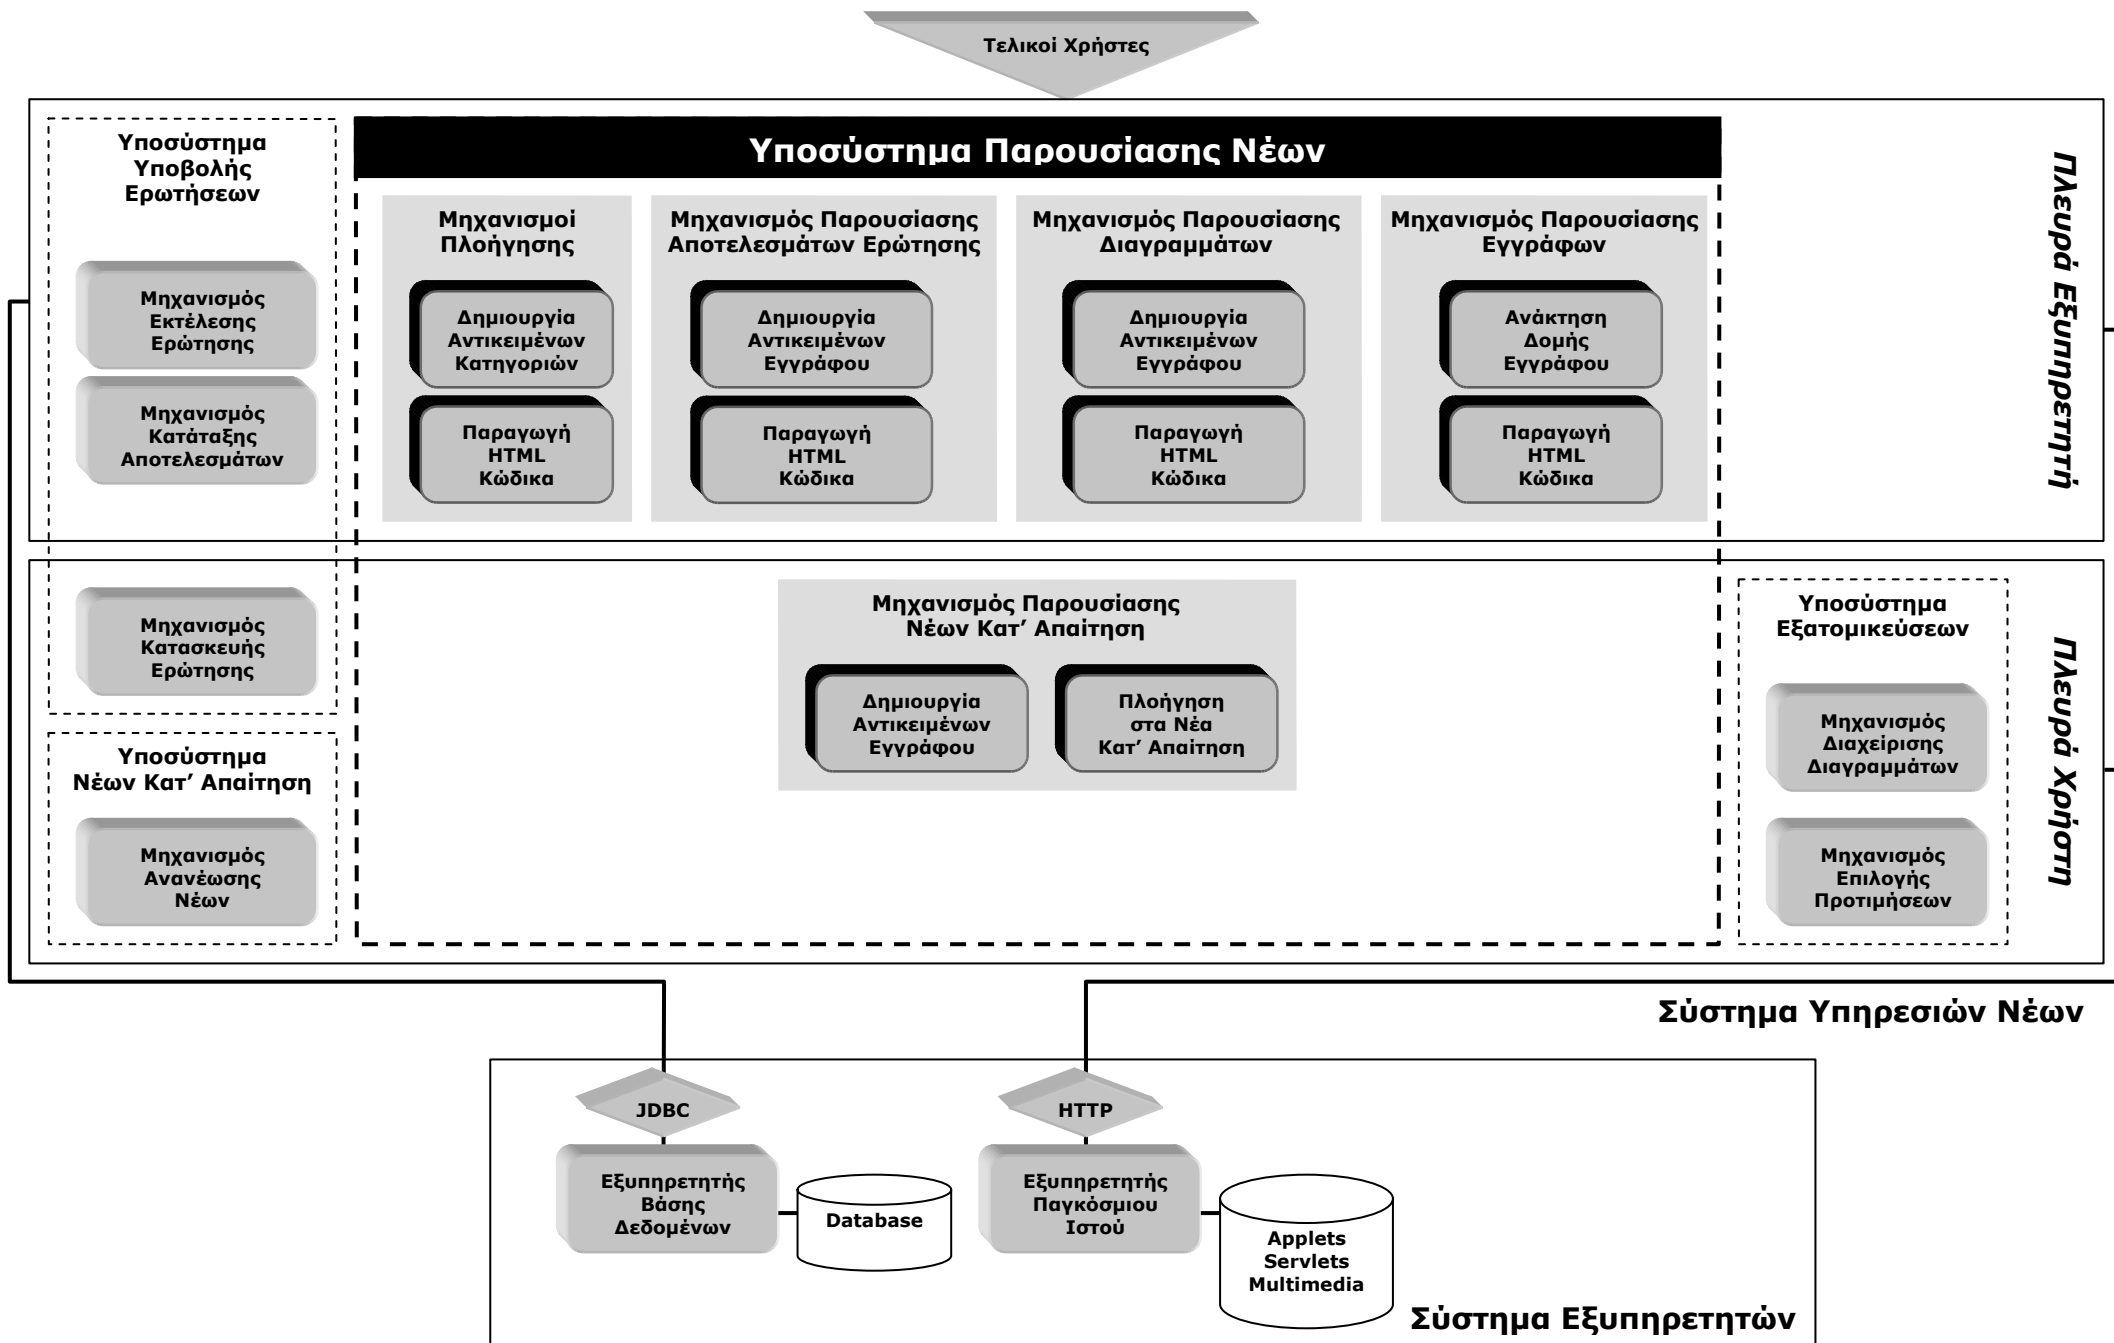 Τελικοί Χρήστες
Υποσύστημα
Υποβολής
Ερωτήσεων
Μηχανισμός
Εκτέλεσης
Ερώτησης
Μηχανισμός
Κατάταξης
Αποτελεσμάτων
Υποσύστημα Παρουσίασης Νέων
Μηχανισμοί
Πλοήγησης
Δημιουργία
Αντικειμένων
Κατηγοριών
Παραγωγή
HTML
Κώδικα
Μηχανισμός Παρουσίασης
Αποτελεσμάτων Ερώτησης
Δημιουργία
Αντικειμένων
Εγγράφου
Παραγωγή
HTML
Κώδικα
Μηχανισμός Παρουσίασης
Διαγραμμάτων
Δημιουργία
Αντικειμένων
Εγγράφου
Παραγωγή
HTML
Κώδικα
Μηχανισμός Παρουσίασης
Εγγράφων
Ανάκτηση
Δομής
Εγγράφου
Παραγωγή
HTML
Κώδικα
Πλευρά Εξυπηρετητή
Μηχανισμός
Κατασκευής
Ερώτησης
Υποσύστημα
Νέων Κατ’ Απαίτηση
Μηχανισμός
Ανανέωσης
Νέων
Μηχανισμός Παρουσίασης
Νέων Κατ’ Απαίτηση
Δημιουργία
Αντικειμένων
Εγγράφου
Πλοήγηση
στα Νέα
Κατ’ Απαίτηση
Υποσύστημα
Εξατομικεύσεων
Μηχανισμός
Διαχείρισης
Διαγραμμάτων
Μηχανισμός
Επιλογής
Προτιμήσεων
Πλευρά Χρήστη
Σύστημα Υπηρεσιών Νέων
JDBC
Εξυπηρετητής
Βάσης
Δεδομένων
Database
HTTP
Εξυπηρετητής
Παγκόσμιου
Ιστού
Applets
Servlets
Multimedia
Σύστημα Εξυπηρετητών